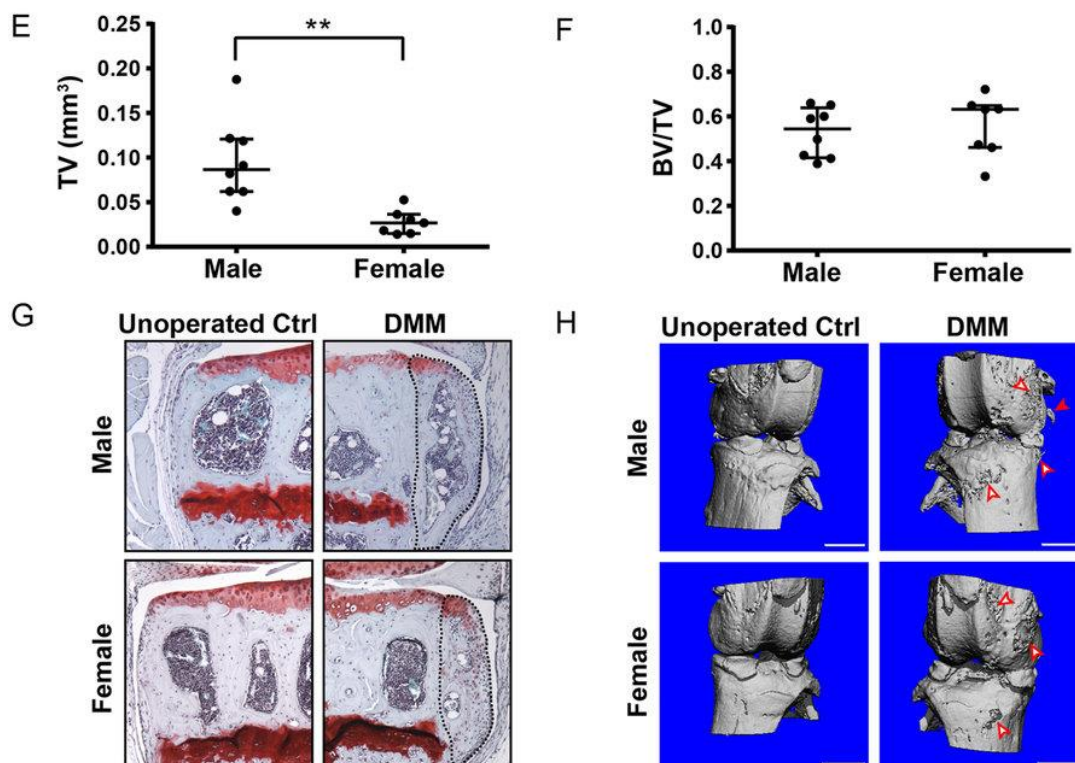 E
TV (mm³)
0.25
0.20
0.15
0.10
0.05
0.00
**
Male Female
F
BV/TV
1.0
0.8
0.6
0.4
0.2
0.0
Male Female
G
Unoperated Ctrl DMM
Male
Female
H
Unoperated Ctrl DMM
Male
Female